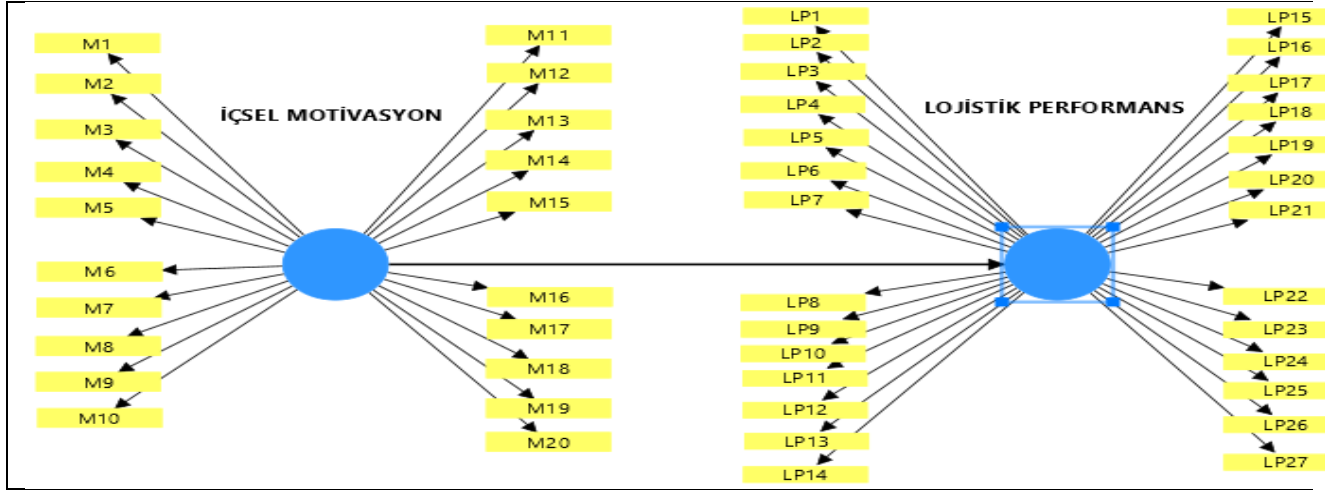 M1
M2
M3
M4
M5
M6
M7
M8
M9
M10
İÇSEL MOTİVASYON
M11
M12
M13
M14
M15
M16
M17
M18
M19
M20
LP1
LP2
LP3
LP4
LP5
LP6
LP7
LP8
LP9
LP10
LP11
LP12
LP13
LP14
LOJİSTİK PERFORMANS
LP15
LP16
LP17
LP18
LP19
LP20
LP21
LP22
LP23
LP24
LP25
LP26
LP27